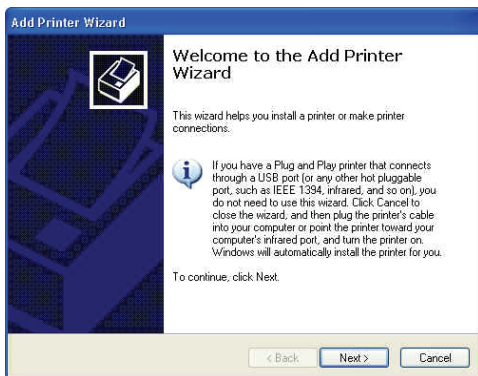 Add Printer Wizard
Welcome to the Add Printer
Wizard
This wizard helps you install a printer or make printer
connections.
If you have a Plug and Play printer that connects
through a USB port (or any other hot pluggable
port, such as IEEE 1394, infrared, and so on), you
do not need to use this wizard. Click Cancel to
close the wizard, and then plug the printer's cable
into your computer or point the printer toward your
computer's infrared port, and turn the printer on.
Windows will automatically install the printer for you.
To continue, click Next.
< Back
Next >
Cancel